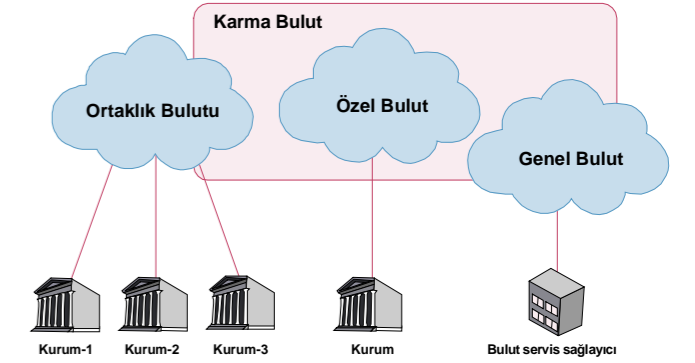 Karma Bulut
Ortaklık Bulutu
Özel Bulut
Genel Bulut
Kurum-1
Kurum-2
Kurum-3
Kurum
Bulut servis sağlayıcı